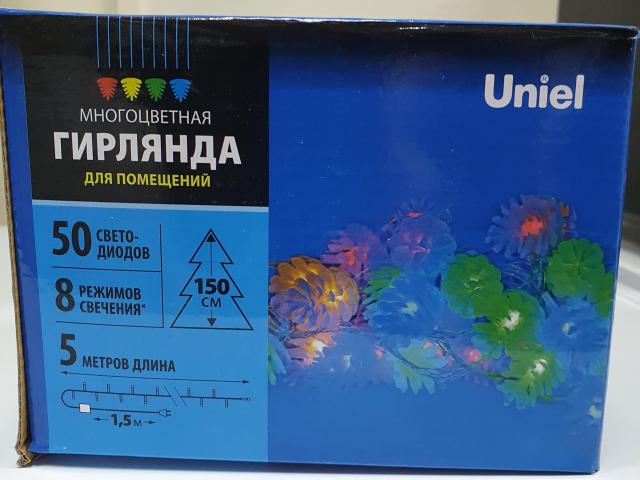 Uniel®
МНОГОЦВЕТНАЯ
ГИРЛЯНДА
ДЛЯ ПОМЕЩЕНИЙ
50 СВЕТО-
ДИОДОВ
8 РЕЖИМОВ
СВЕЧЕНИЯ*
150
СМ
5 МЕТРОВ ДЛИНА
1,5 м